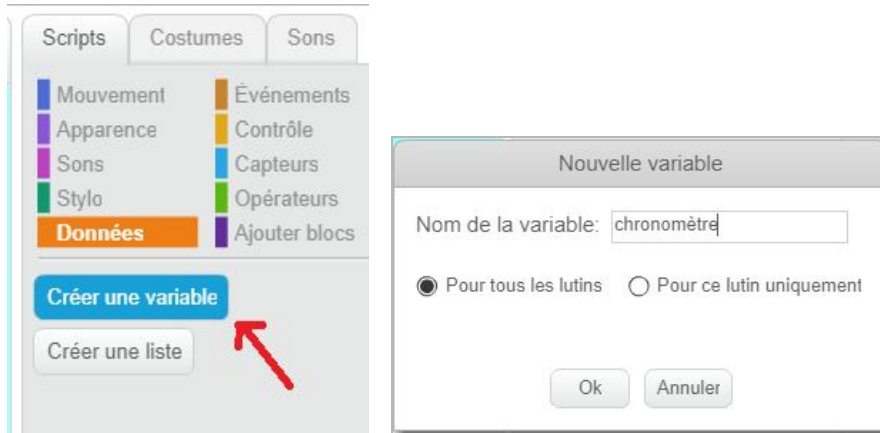 Scripts Costumes Sons
Mouvement Événements
Apparence Contrôle
Sons Capteurs
Stylo Opérateurs
Données Ajouter blocs
Créer une variable
Créer une liste
Nouvelle variable
Nom de la variable: chronomètre
Pour tous les lutins Pour ce lutin uniquement
Ok Annuler